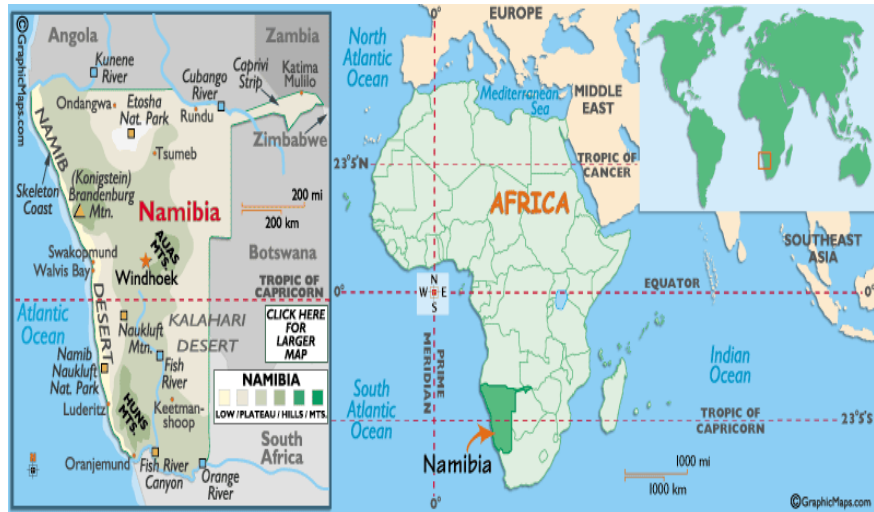 ©GraphicMaps.com
Angola
Zambia
Kunene
River
Cubango
River
Caprivi
Strip
Katima
Mulilo
Ondangwa
Etosha
Nat. Park
Rundu
Zimbabwe
NAMIB
Tsumeb
Skeleton
Coast
(Konigstein)
Brandenburg
Mtn.
Namibia
200 mi
200 km
AUAS
MTS.
Swakopmund
Walvis Bay
Windhoek
Botswana
TROPIC OF
CAPRICORN
Atlantic
Ocean
DESERT
Naukluft
Mtn.
KALAHARI
DESERT
CLICK HERE
FOR
LARGER
MAP
Namib
Naukluft
Nat. Park
Fish
River
NAMIBIA
LOW / PLATEAU / HILLS / MTS.
Luderitz
HUNS
MTS.
Keetman-
shoop
South
Africa
Oranjemund
Fish River
Canyon
Orange
River
0°
EUROPE
North
Atlantic
Ocean
Mediterranean
Sea
MIDDLE
EAST
23°5'N
TROPIC OF
CANCER
AFRICA
SOUTHEAST
ASIA
N
W E
S
EQUATOR
0°
PRIME
MERIDIAN
Indian
Ocean
South
Atlantic
Ocean
TROPIC OF
CAPRICORN
23°5'S
Namibia
1000 mi
1000 km
0°
©GraphicMaps.com